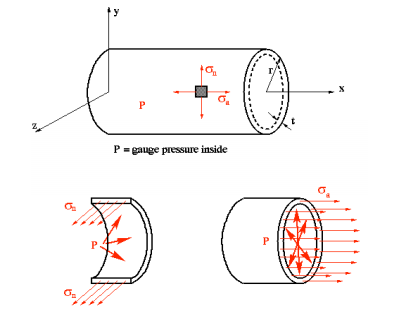 y
σh
r
x
P
σa
z
t
P = gauge pressure inside
σh
P
σh
σa
P